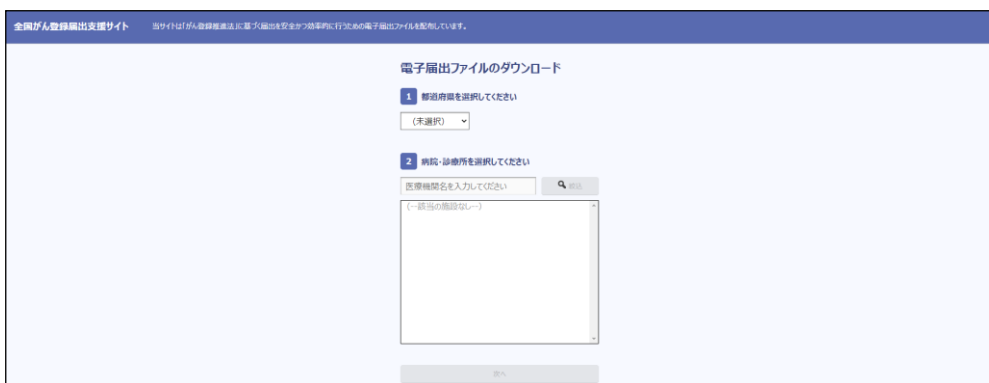 全国がん登録届出支援サイト 当サイトは「がん登録推進法」に基づく届出を安全かつ効率的に行うための電子届出ファイルを配布しています。
電子届出ファイルのダウンロード
1 都道府県を選択してください
(未選択)
2 病院・診療所を選択してください
医療機関名を入力してください 絞込
(--該当の施設なし--)
次へ